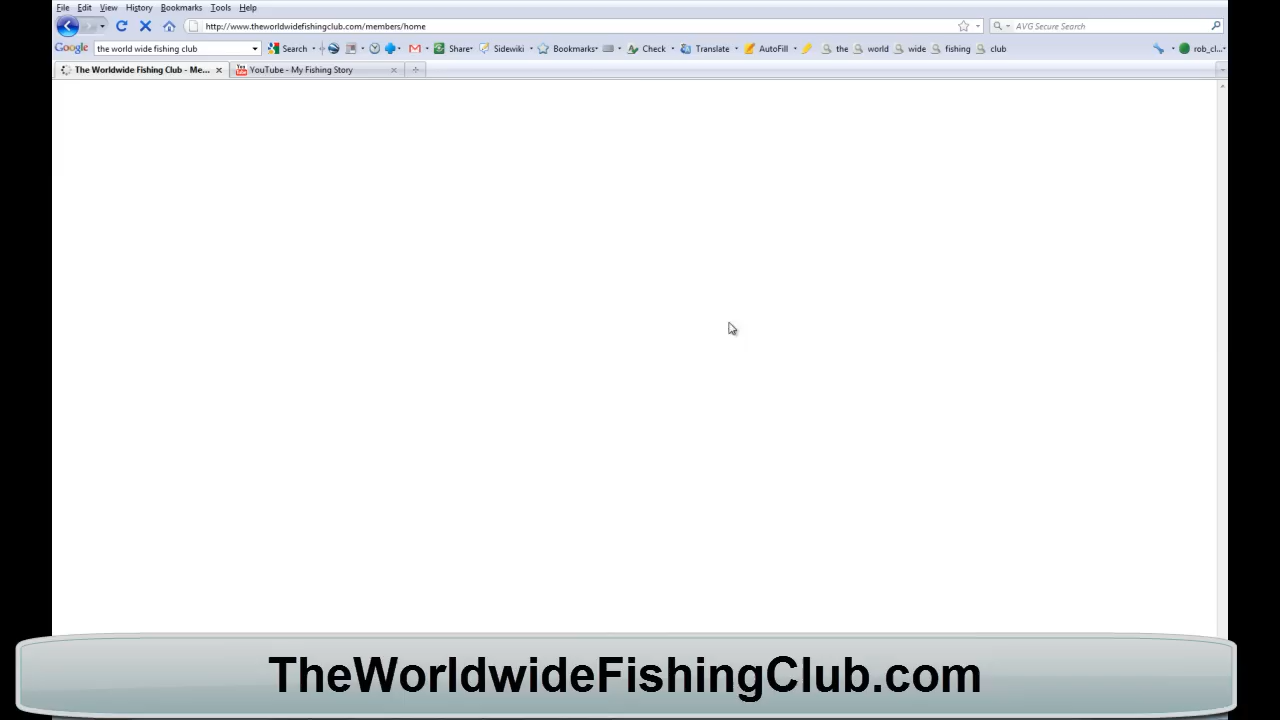 File Edit View History Bookmarks Tools Help
http://www.theworldwidefishingclub.com/members/home
AVG Secure Search
Google the world wide fishing club Search Share Sidewiki Bookmarks Check Translate AutoFill the world wide fishing club rob_cl...
The Worldwide Fishing Club - Me... YouTube - My Fishing Story
TheWorldwideFishingClub.com